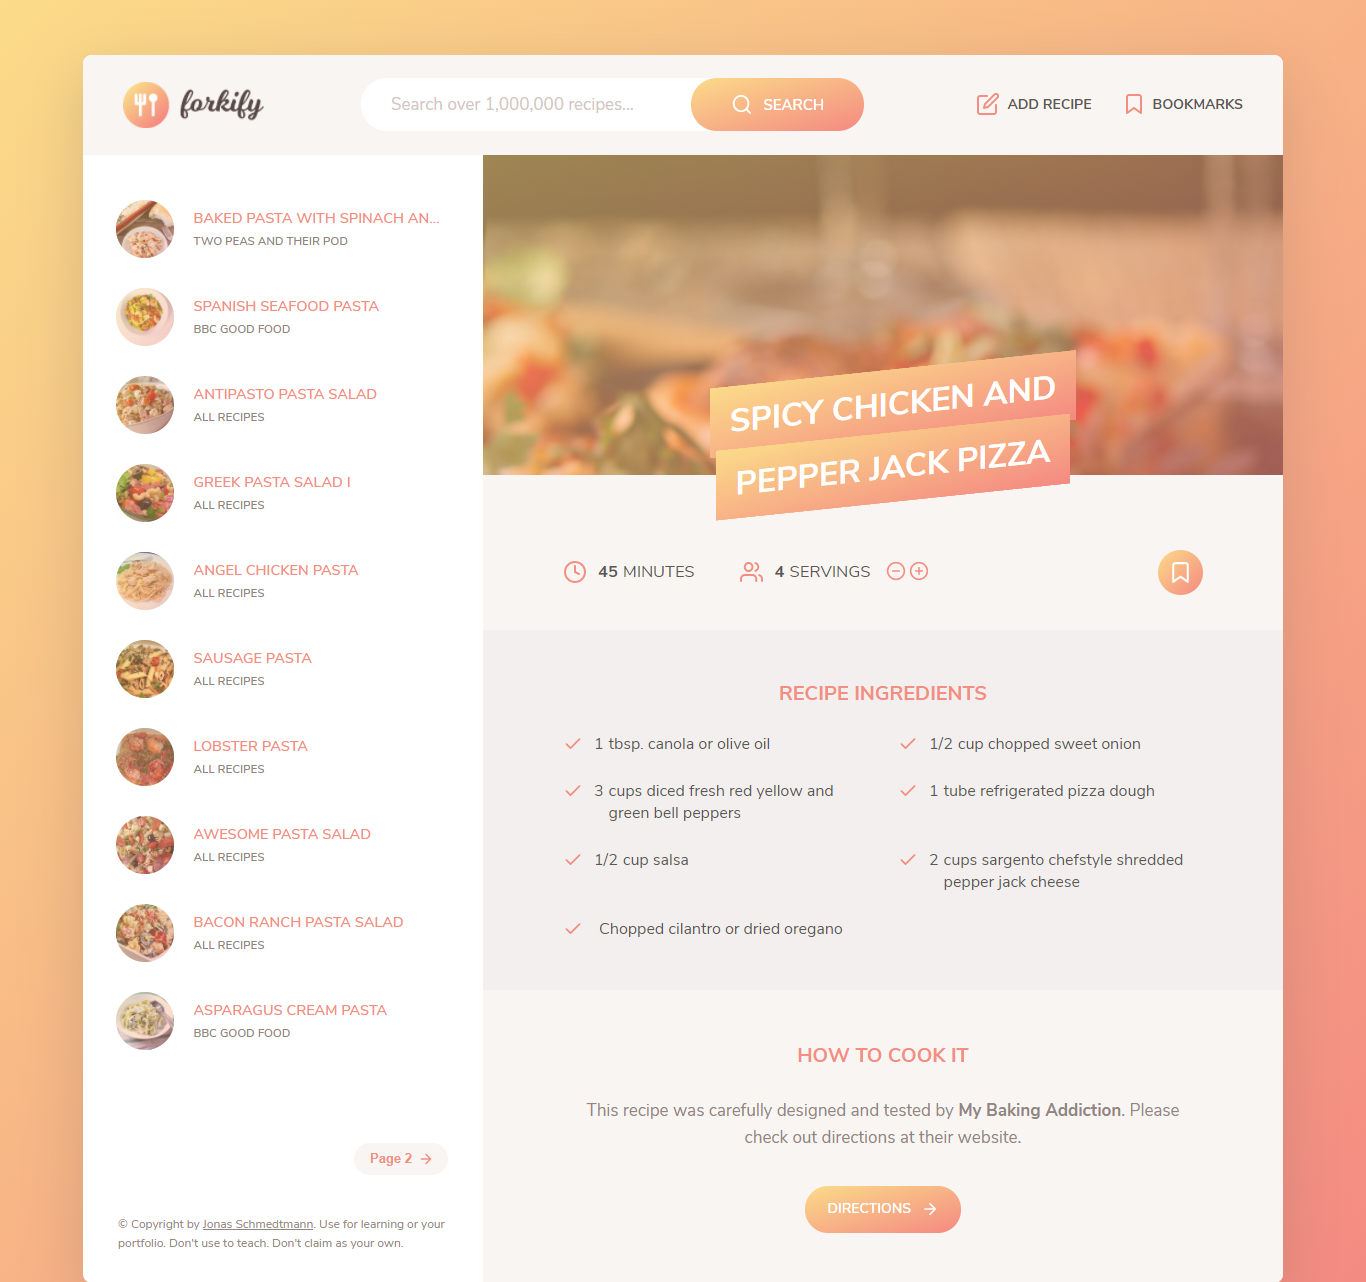 forkify
Search over 1,000,000 recipes...
SEARCH
ADD RECIPE
BOOKMARKS
BAKED PASTA WITH SPINACH AN...
TWO PEAS AND THEIR POD
SPANISH SEAFOOD PASTA
BBC GOOD FOOD
ANTIPASTO PASTA SALAD
ALL RECIPES
GREEK PASTA SALAD I
ALL RECIPES
ANGEL CHICKEN PASTA
ALL RECIPES
SAUSAGE PASTA
ALL RECIPES
LOBSTER PASTA
ALL RECIPES
AWESOME PASTA SALAD
ALL RECIPES
BACON RANCH PASTA SALAD
ALL RECIPES
ASPARAGUS CREAM PASTA
BBC GOOD FOOD
Page 2
© Copyright by Jonas Schmedtmann. Use for learning or your
portfolio. Don't use to teach. Don't claim as your own.
SPICY CHICKEN AND
PEPPER JACK PIZZA
45 MINUTES
4 SERVINGS
RECIPE INGREDIENTS
1 tbsp. canola or olive oil
1/2 cup chopped sweet onion
3 cups diced fresh red yellow and
green bell peppers
1 tube refrigerated pizza dough
1/2 cup salsa
2 cups sargento chefstyle shredded
pepper jack cheese
Chopped cilantro or dried oregano
HOW TO COOK IT
This recipe was carefully designed and tested by My Baking Addiction. Please
check out directions at their website.
DIRECTIONS